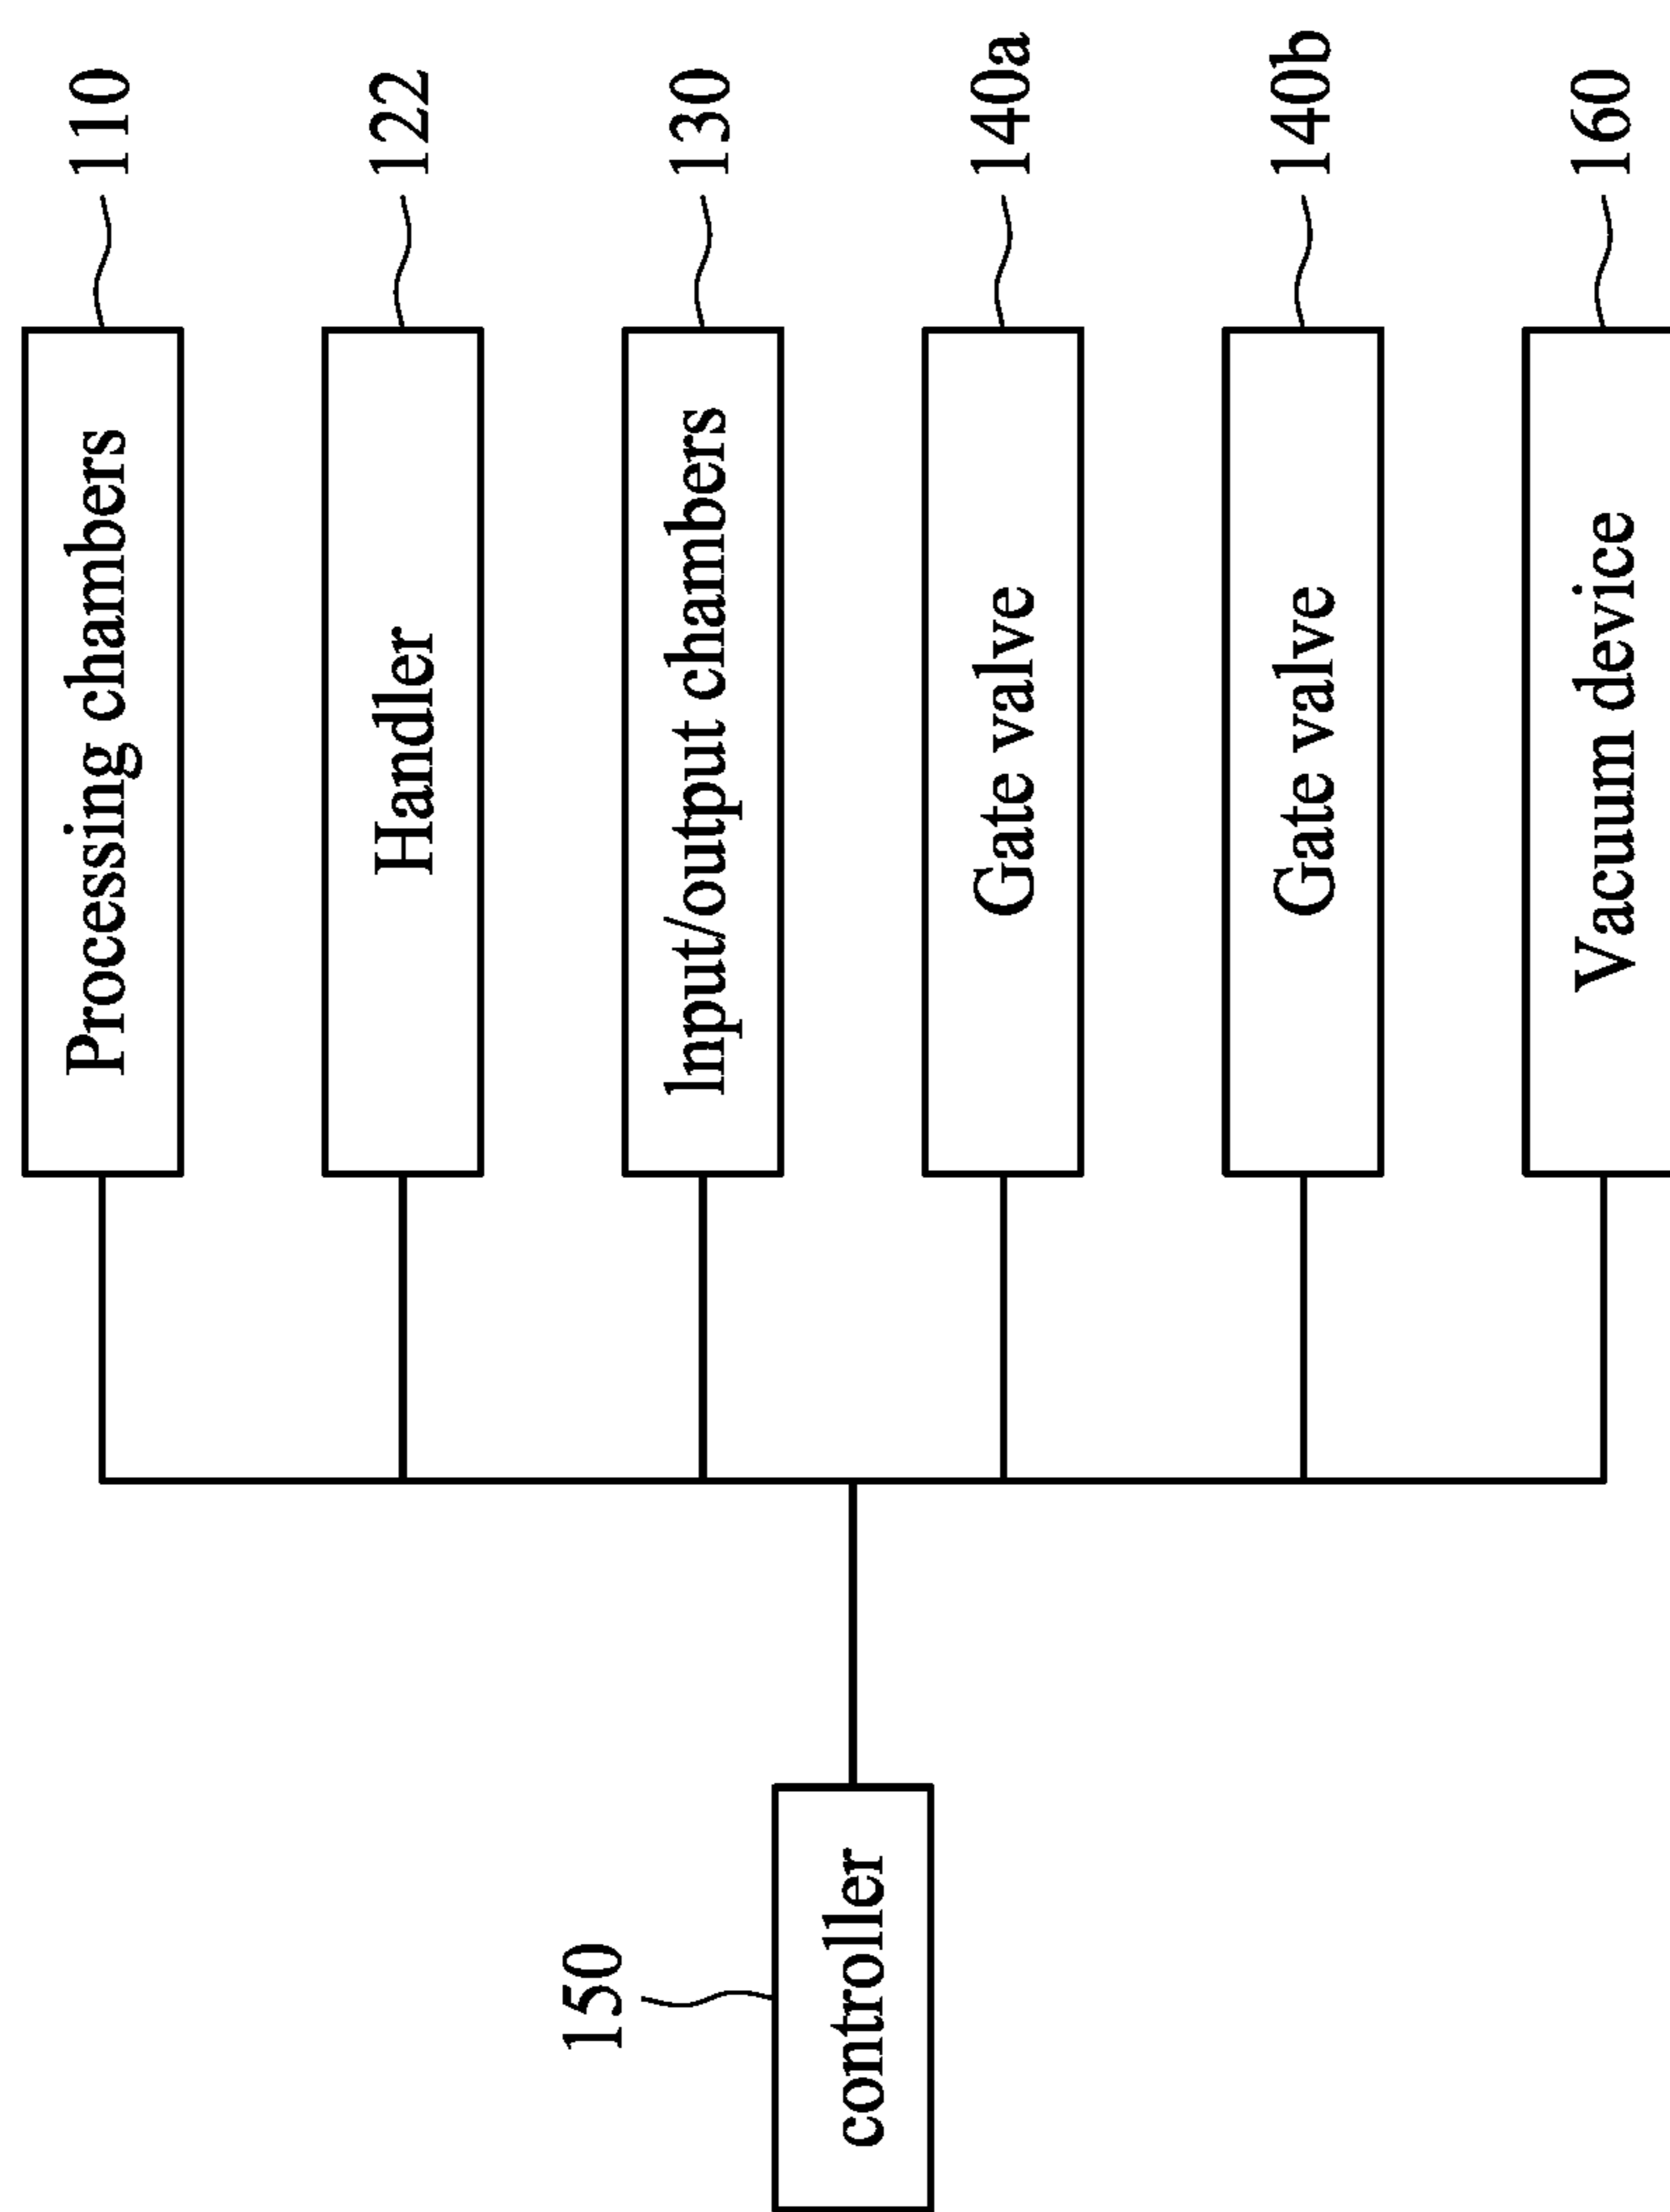 150
controller
Processing chambers
110
Handler
122
Input/output chambers
130
Gate valve
140a
Gate valve
140b
Vacuum device
160